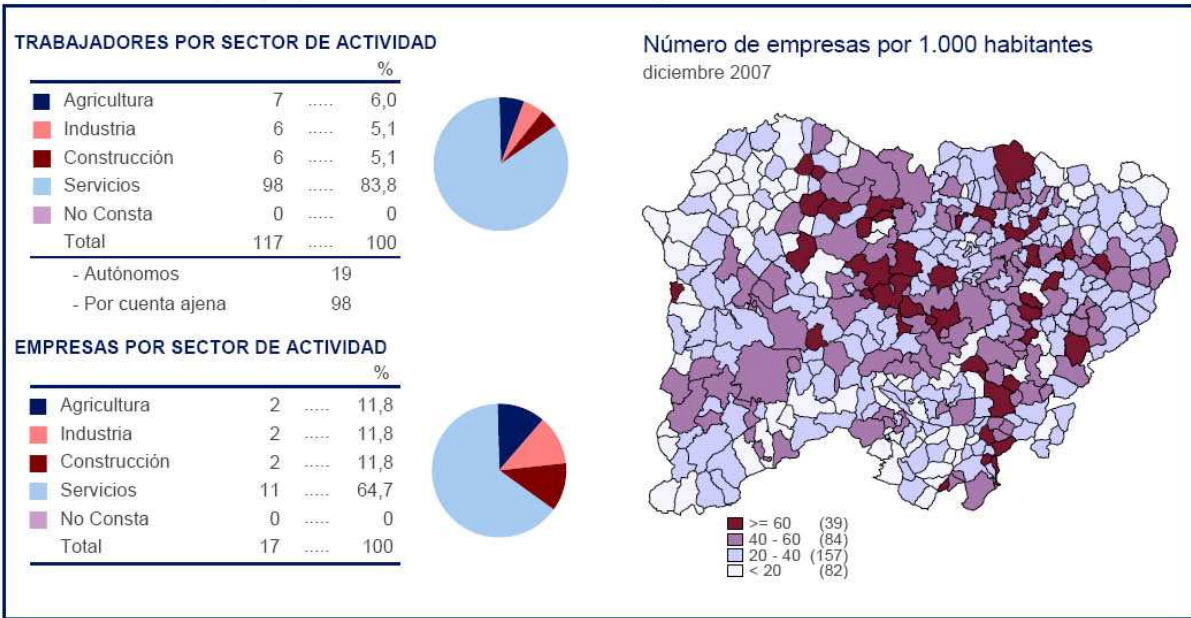 TRABAJADORES POR SECTOR DE ACTIVIDAD
%
Agricultura 7 ..... 6,0
Industria 6 ..... 5,1
Construcción 6 ..... 5,1
Servicios 98 ..... 83,8
No Consta 0 ..... 0
Total 117 ..... 100
- Autónomos 19
- Por cuenta ajena 98
EMPRESAS POR SECTOR DE ACTIVIDAD
%
Agricultura 2 ..... 11,8
Industria 2 ..... 11,8
Construcción 2 ..... 11,8
Servicios 11 ..... 64,7
No Consta 0 ..... 0
Total 17 ..... 100
Número de empresas por 1.000 habitantes
diciembre 2007
>= 60 (39)
40 - 60 (84)
20 - 40 (157)
< 20 (82)